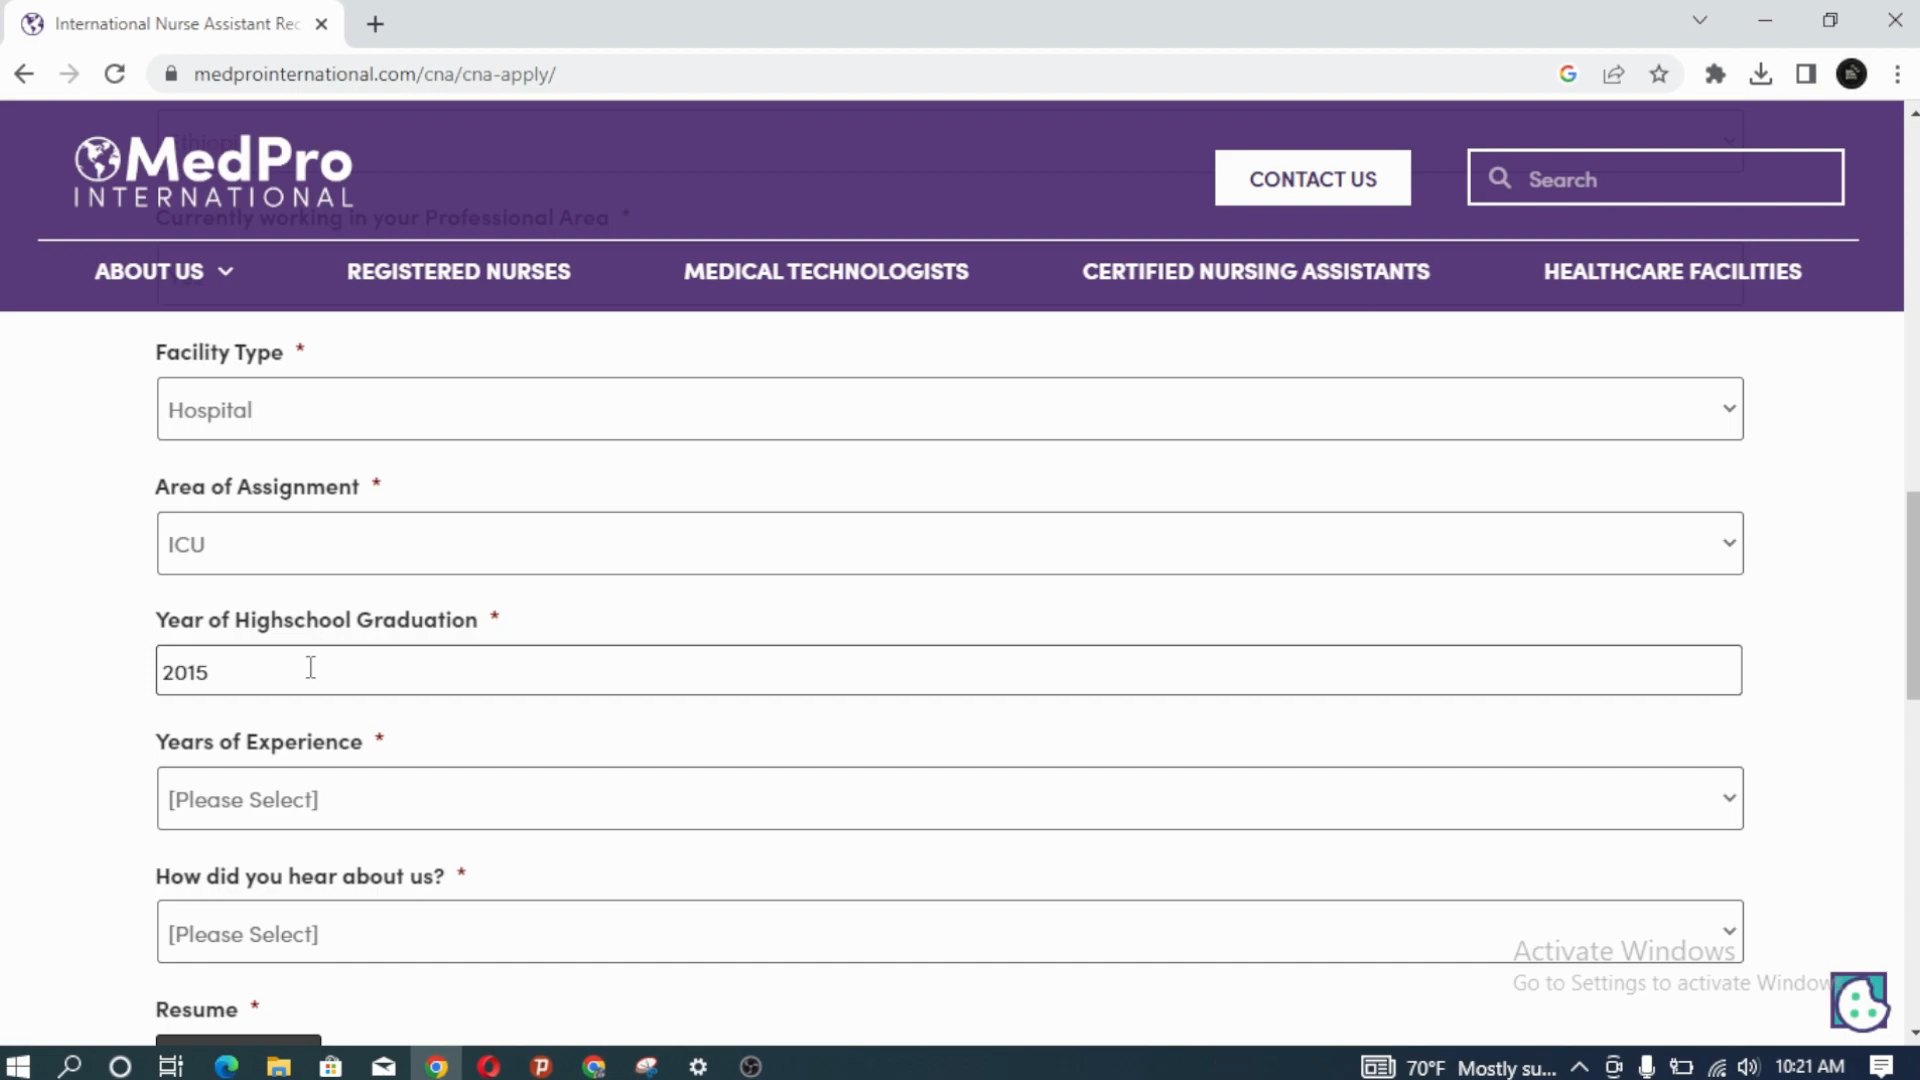 International Nurse Assistant Rec
medprointernational.com/cna/cna-apply/
MedPro
INTERNATIONAL
CONTACT US
Search
Currently working in your Professional Area *
ABOUT US
REGISTERED NURSES
MEDICAL TECHNOLOGISTS
CERTIFIED NURSING ASSISTANTS
HEALTHCARE FACILITIES
Facility Type *
Hospital
Area of Assignment *
ICU
Year of Highschool Graduation *
2015
Years of Experience *
[Please Select]
How did you hear about us? *
[Please Select]
Activate Windows
Go to Settings to activate Window
Resume *
70°F Mostly su...
10:21 AM